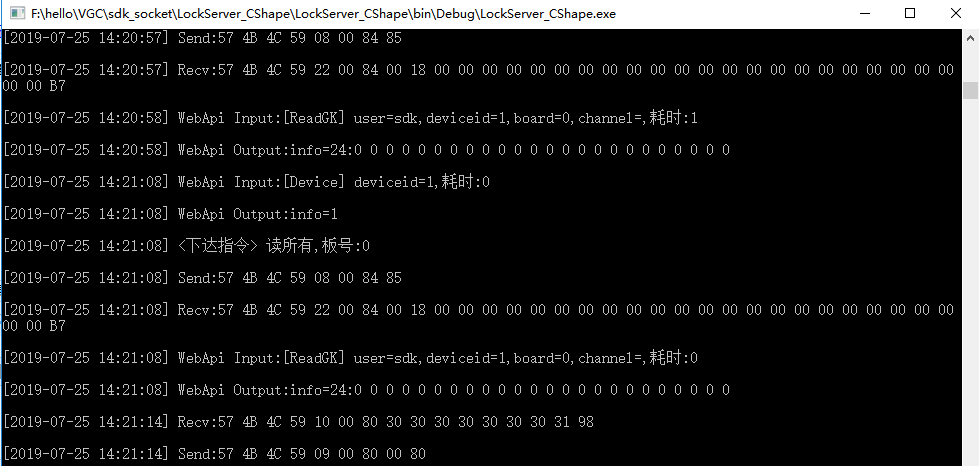 F:\hello\VGC\sdk_socket\LockServer_CShape\LockServer_CShape\bin\Debug\LockServer_CShape.exe
[2019-07-25 14:20:57] Send:57 4B 4C 59 08 00 84 85
[2019-07-25 14:20:57] Recv:57 4B 4C 59 22 00 84 00 18 00 00 00 00 00 00 00 00 00 00 00 00 00 00 00 00 00 00 00 00 00 00
00 00 B7
[2019-07-25 14:20:58] WebApi Input:[ReadGK] user=sdk,deviceid=1,board=0,channel=,耗时:1
[2019-07-25 14:20:58] WebApi Output:info=24:0 0 0 0 0 0 0 0 0 0 0 0 0 0 0 0 0 0 0 0 0 0 0 0
[2019-07-25 14:21:08] WebApi Input:[Device] deviceid=1,耗时:0
[2019-07-25 14:21:08] WebApi Output:info=1
[2019-07-25 14:21:08] <下达指令> 读所有,板号:0
[2019-07-25 14:21:08] Send:57 4B 4C 59 08 00 84 85
[2019-07-25 14:21:08] Recv:57 4B 4C 59 22 00 84 00 18 00 00 00 00 00 00 00 00 00 00 00 00 00 00 00 00 00 00 00 00 00 00
00 00 B7
[2019-07-25 14:21:08] WebApi Input:[ReadGK] user=sdk,deviceid=1,board=0,channel=,耗时:0
[2019-07-25 14:21:08] WebApi Output:info=24:0 0 0 0 0 0 0 0 0 0 0 0 0 0 0 0 0 0 0 0 0 0 0 0
[2019-07-25 14:21:14] Recv:57 4B 4C 59 10 00 80 30 30 30 30 30 30 30 31 98
[2019-07-25 14:21:14] Send:57 4B 4C 59 09 00 80 00 80